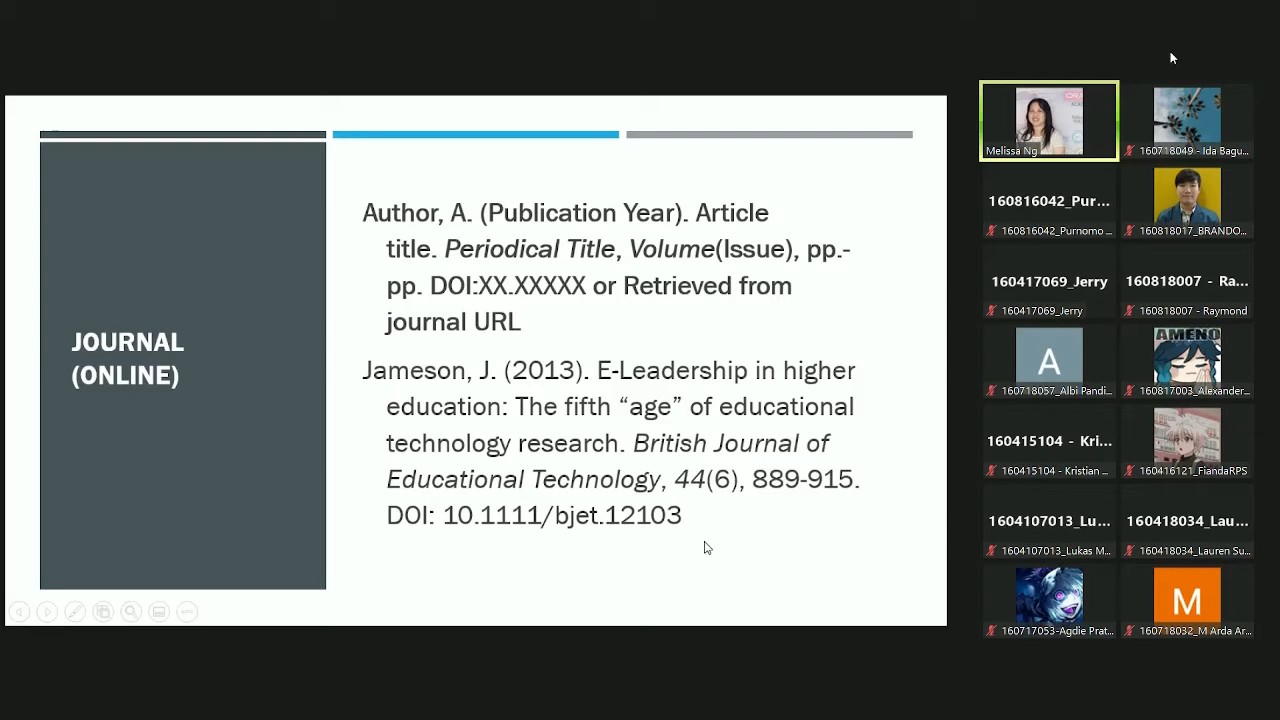 JOURNAL
(ONLINE)
Author, A. (Publication Year). Article
title. Periodical Title, Volume(Issue), pp.-
pp. DOI:XX.XXXXX or Retrieved from
journal URL
Jameson, J. (2013). E-Leadership in higher
education: The fifth “age” of educational
technology research. British Journal of
Educational Technology, 44(6), 889-915.
DOI: 10.1111/bjet.12103
Melissa Ng
160718049 - Ida Bagu...
160816042_Pur...
160816042_Purnomo ...
160818017_BRANDO...
160417069_Jerry
160417069_Jerry
160818007 - Ra...
160818007 - Raymond
A
160718057_Albi Pandi...
AMENO
160817003_Alexander...
160415104 - Kri...
160415104 - Kristian ...
160416121_FiandaRPS
1604107013_Lu...
1604107013_Lukas M...
160418034_Lau...
160418034_Lauren Su...
160717053-Agdie Prat...
M
160718032_M Arda Ar...